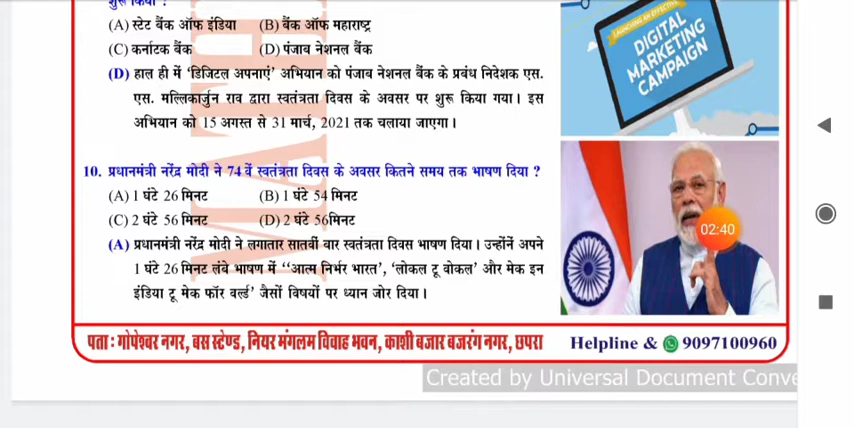 शुरू किया ?
(A) स्टेट बैंक ऑफ इंडिया (B) बैंक ऑफ महाराष्ट्र
(C) कर्नाटक बैंक (D) पंजाब नेशनल बैंक
(D) हाल ही में ‘डिजिटल अपनाएं’ अभियान को पंजाब नेशनल बैंक के प्रबंध निदेशक एस.
एस. मल्लिकार्जुन राव द्वारा स्वतंत्रता दिवस के अवसर पर शुरू किया गया। इस
अभियान को 15 अगस्त से 31 मार्च, 2021 तक चलाया जाएगा।
LAUNCHING AN EFFECTIVE
DIGITAL
MARKETING
CAMPAIGN
10. प्रधानमंत्री नरेंद्र मोदी ने 74 वें स्वतंत्रता दिवस के अवसर कितने समय तक भाषण दिया ?
(A) 1 घंटे 26 मिनट (B) 1 घंटे 54 मिनट
(C) 2 घंटे 56 मिनट (D) 2 घंटे 56मिनट
(A) प्रधानमंत्री नरेंद्र मोदी ने लगातार सातवीं बार स्वतंत्रता दिवस भाषण दिया। उन्होंनें अपने
1 घंटे 26 मिनट लंबे भाषण में ‘‘आत्म निर्भर भारत’, ‘लोकल टू वोकल’ और मेक इन
इंडिया टू मेक फॉर वर्ल्ड’ जैसों विषयों पर ध्यान जोर दिया।
02:40
पता : गोपेश्वर नगर, बस स्टेण्ड, नियर मंगलम विवाह भवन, काशी बजार बजरंग नगर, छपरा Helpline & 9097100960
Created by Universal Document Conve